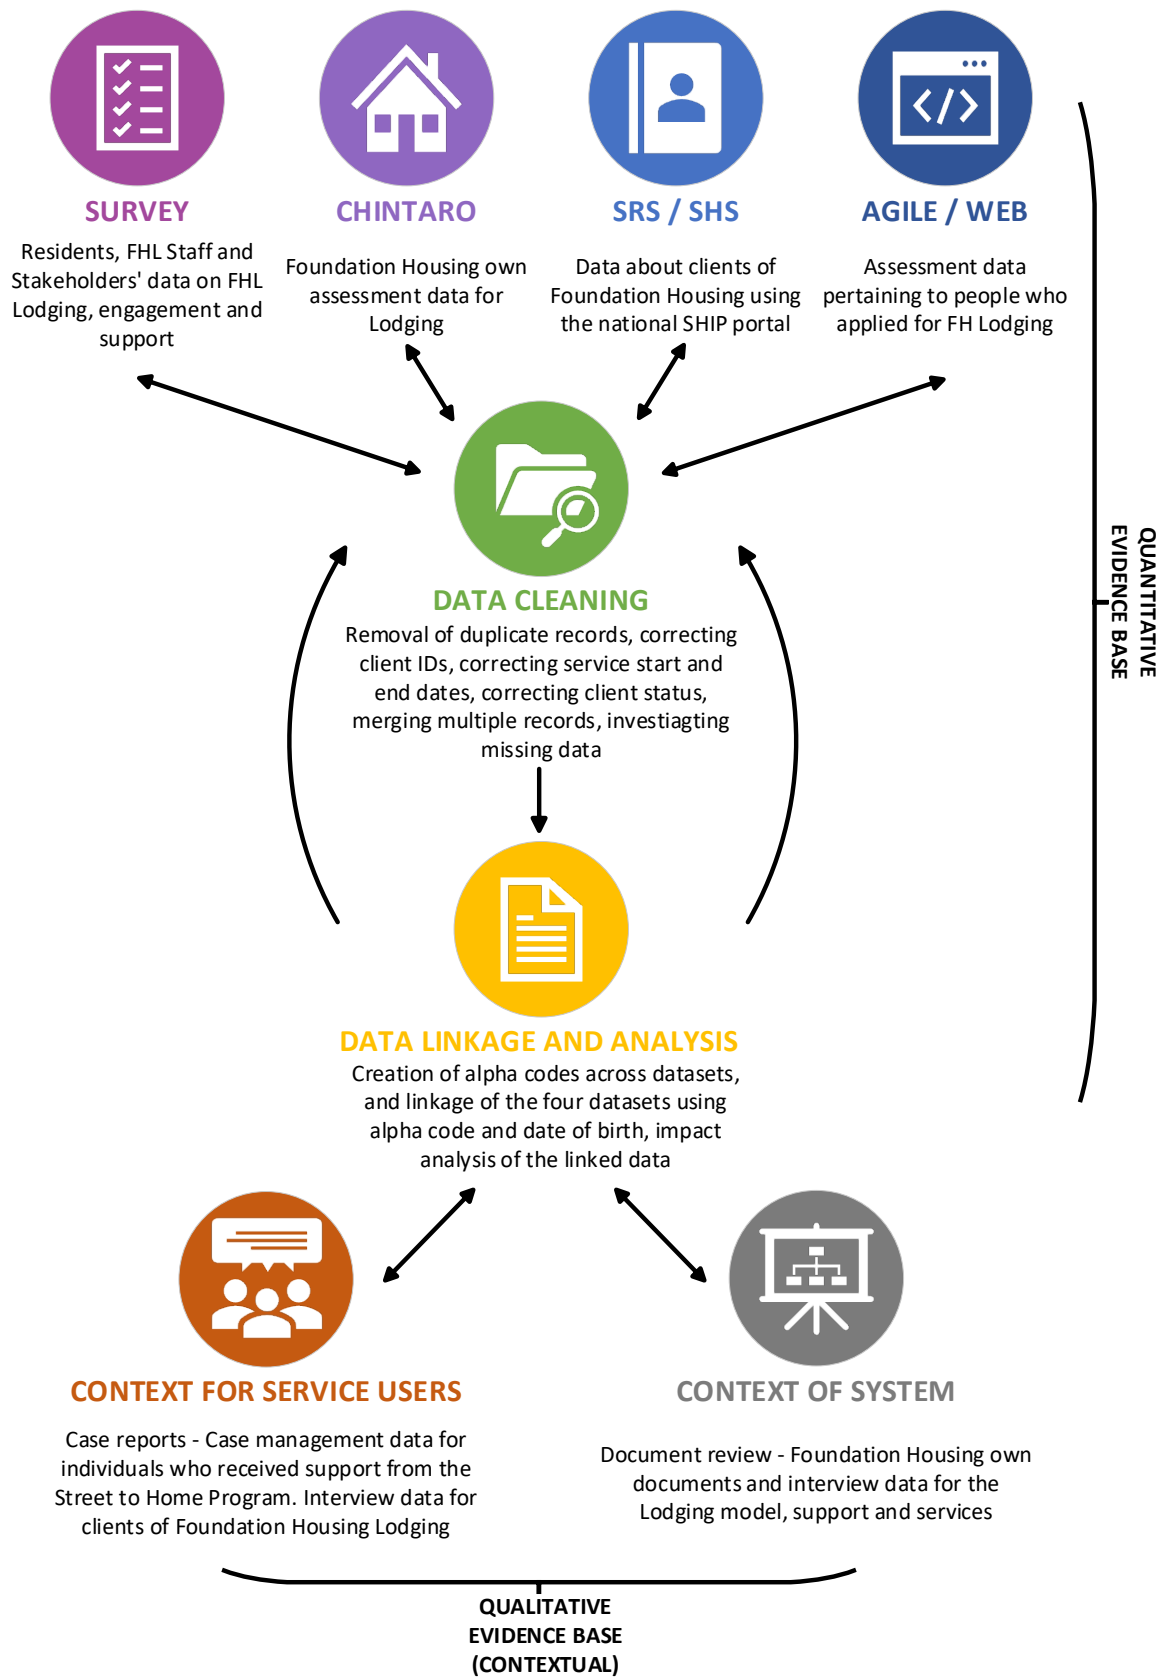 SURVEY
Residents, FHL Staff and
Stakeholders' data on FHL
Lodging, engagement and
support
CHINTARO
Foundation Housing own
assessment data for
Lodging
SRS / SHS
Data about clients of
Foundation Housing using
the national SHIP portal
AGILE / WEB
Assessment data
pertaining to people who
applied for FH Lodging
DATA CLEANING
Removal of duplicate records, correcting
client IDs, correcting service start and
end dates, correcting client status,
merging multiple records, investiagting
missing data
QUANTITATIVE
EVIDENCE BASE
DATA LINKAGE AND ANALYSIS
Creation of alpha codes across datasets,
and linkage of the four datasets using
alpha code and date of birth, impact
analysis of the linked data
CONTEXT FOR SERVICE USERS
Case reports - Case management data for
individuals who received support from the
Street to Home Program. Interview data for
clients of Foundation Housing Lodging
CONTEXT OF SYSTEM
Document review - Foundation Housing own
documents and interview data for the
Lodging model, support and services
QUALITATIVE
EVIDENCE BASE
(CONTEXTUAL)